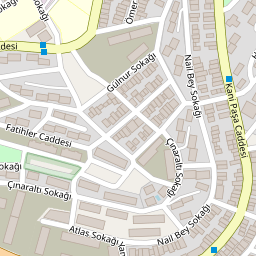 Ömer
Caddesi
Gülnur Sokağı
Nail Bey Sokağı
Kani Paşa Caddesi
Fatihler Caddesi
Çınaraltı Sokağı
Sokağı
Çınaraltı Sokağı
Atlas Sokağı
Nail Bey Sokağı